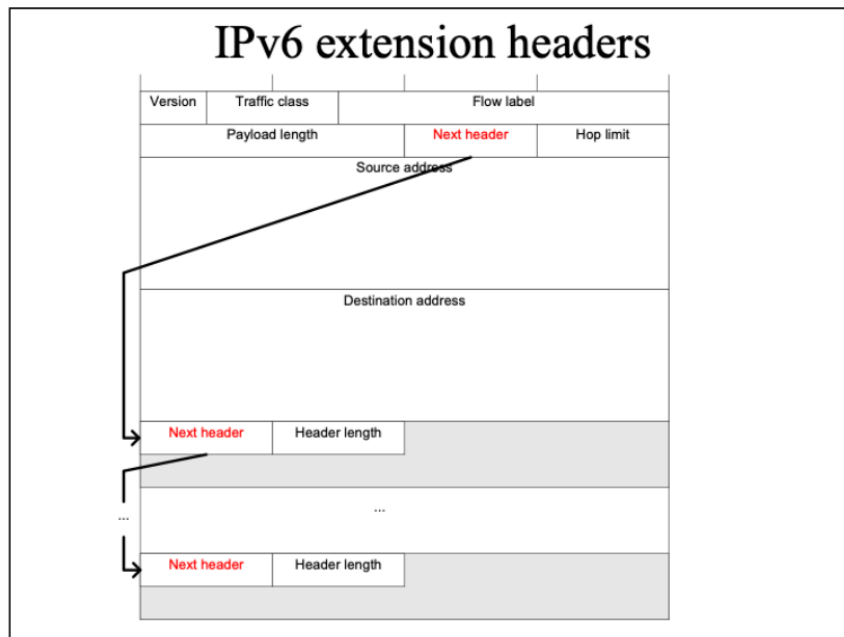 IPv6 extension headers
Version Traffic class Flow label
Payload length Next header Hop limit
Source address
Destination address
Next header Header length
...
...
Next header Header length